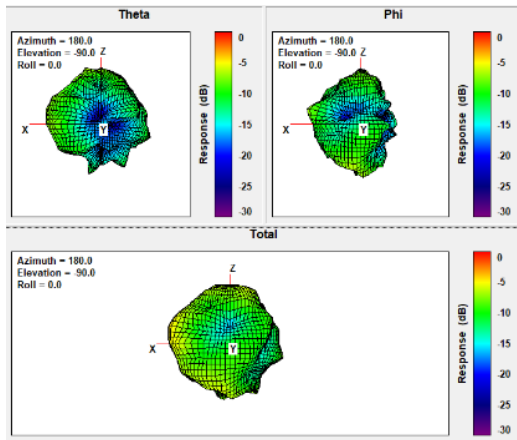 Theta
Azimuth = 180.0
Elevation = -90.0
Roll = 0.0
Z
X
Y
0
-5
-10
-15
-20
-25
-30
Response (dB)
Phi
Azimuth = 180.0
Elevation = -90.0
Roll = 0.0
Z
X
Y
0
-5
-10
-15
-20
-25
-30
Response (dB)
Total
Azimuth = 180.0
Elevation = -90.0
Roll = 0.0
Z
X
Y
0
-5
-10
-15
-20
-25
-30
Response (dB)